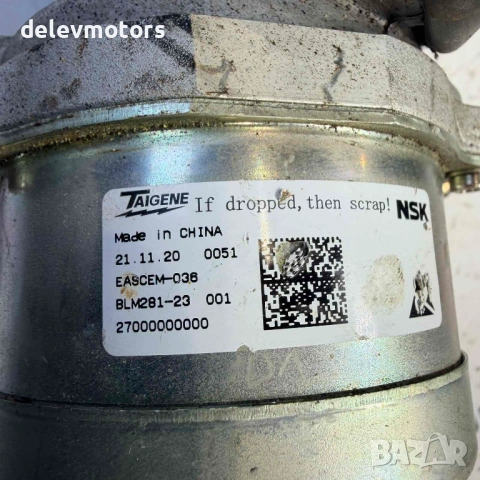 delevmotors
TAIGENE If dropped, then scrap! NSK
Made in CHINA
21.11.20 0051
EASCEM-036
BLM281-23 001
27000000000
BAZAR